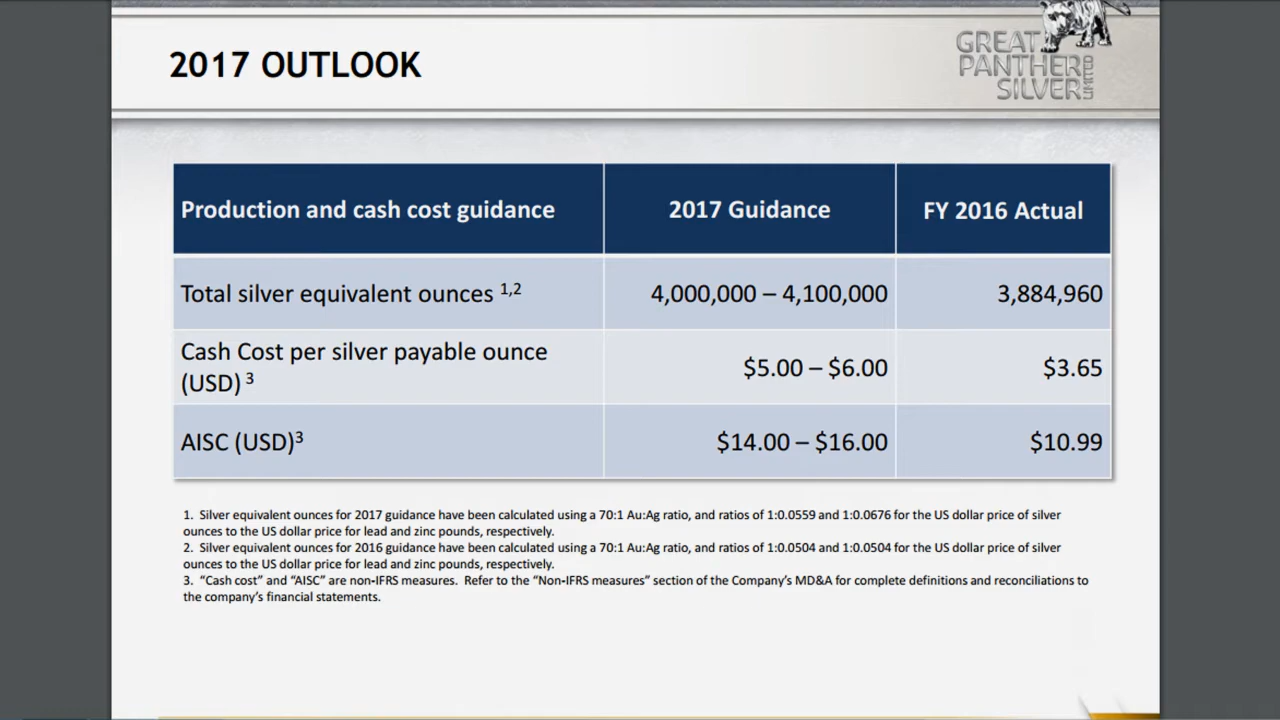 2017 OUTLOOK
GREAT
PANTHER
SILVER
LIMITED
Production and cash cost guidance
2017 Guidance
FY 2016 Actual
Total silver equivalent ounces 1,2
4,000,000 – 4,100,000
3,884,960
Cash Cost per silver payable ounce
(USD) 3
$5.00 – $6.00
$3.65
AISC (USD)3
$14.00 – $16.00
$10.99
1. Silver equivalent ounces for 2017 guidance have been calculated using a 70:1 Au:Ag ratio, and ratios of 1:0.0559 and 1:0.0676 for the US dollar price of silver
ounces to the US dollar price for lead and zinc pounds, respectively.
2. Silver equivalent ounces for 2016 guidance have been calculated using a 70:1 Au:Ag ratio, and ratios of 1:0.0504 and 1:0.0504 for the US dollar price of silver
ounces to the US dollar price for lead and zinc pounds, respectively.
3. “Cash cost” and “AISC” are non-IFRS measures. Refer to the “Non-IFRS measures” section of the Company’s MD&A for complete definitions and reconciliations to
the company’s financial statements.